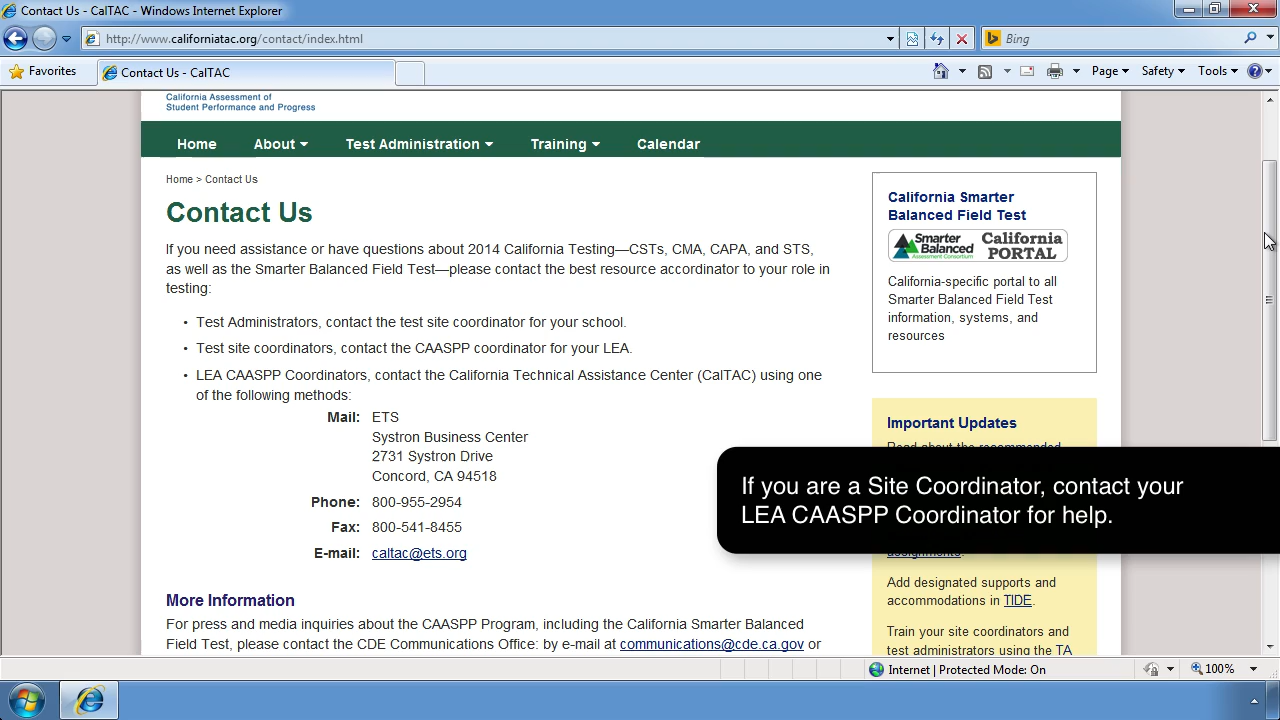 Contact Us - CalTAC - Windows Internet Explorer
http://www.californiatac.org/contact/index.html
Bing
Favorites
Contact Us - CalTAC
Page
Safety
Tools
California Assessment of
Student Performance and Progress
Home
About
Test Administration
Training
Calendar
Home > Contact Us
Contact Us
If you need assistance or have questions about 2014 California Testing—CSTs, CMA, CAPA, and STS,
as well as the Smarter Balanced Field Test—please contact the best resource accordinator to your role in
testing:
• Test Administrators, contact the test site coordinator for your school.
• Test site coordinators, contact the CAASPP coordinator for your LEA.
• LEA CAASPP Coordinators, contact the California Technical Assistance Center (CalTAC) using one
of the following methods:
Mail: ETS
Systron Business Center
2731 Systron Drive
Concord, CA 94518
Phone: 800-955-2954
Fax: 800-541-8455
E-mail: caltac@ets.org
More Information
For press and media inquiries about the CAASPP Program, including the California Smarter Balanced
Field Test, please contact the CDE Communications Office: by e-mail at communications@cde.ca.gov or
California Smarter
Balanced Field Test
Smarter
Balanced
Assessment Consortium
California
PORTAL
California-specific portal to all
Smarter Balanced Field Test
information, systems, and
resources
Important Updates
Read about the recommended
If you are a Site Coordinator, contact your
LEA CAASPP Coordinator for help.
assignments.
Add designated supports and
accommodations in TIDE.
Train your site coordinators and
test administrators using the TA
Internet | Protected Mode: On
100%